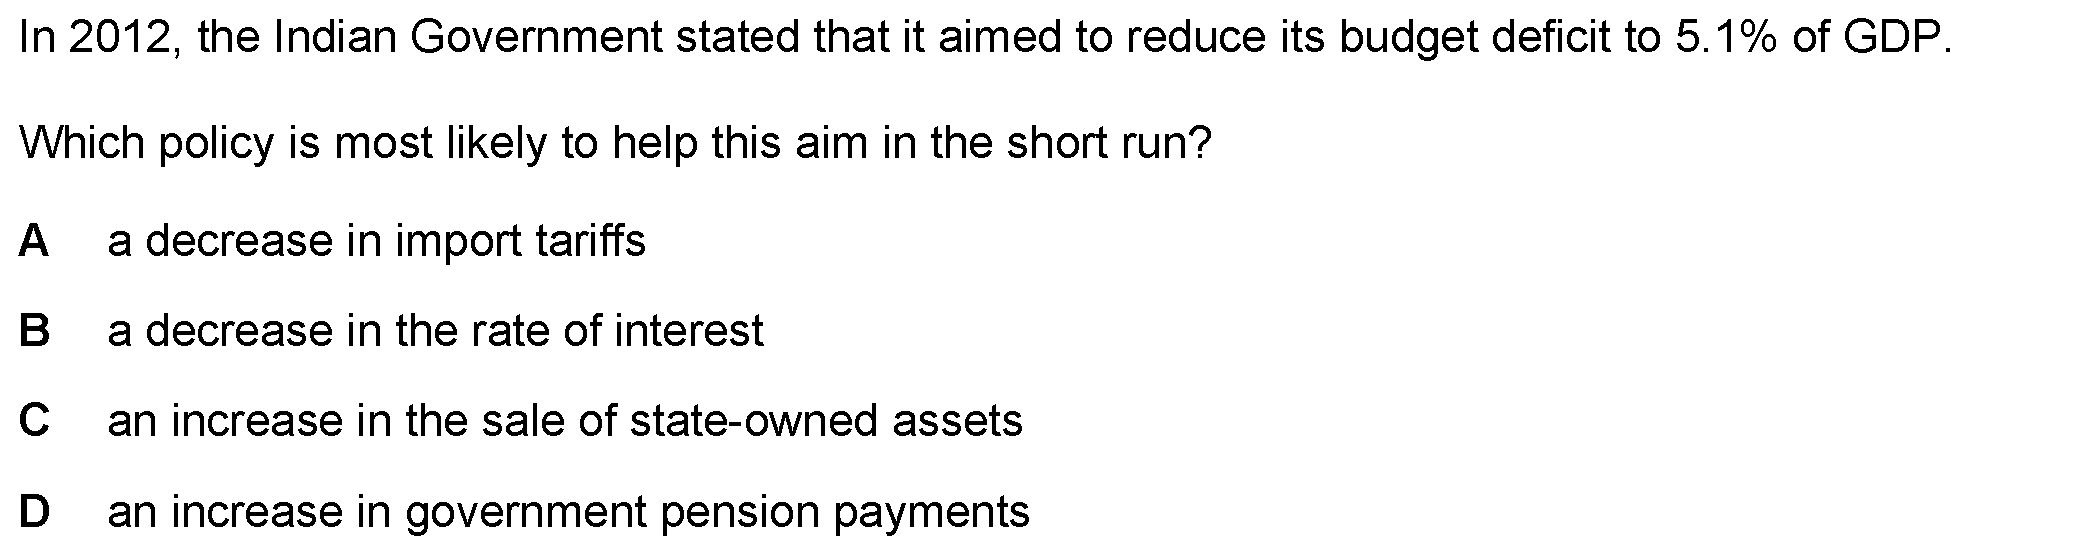 In 2012, the Indian Government stated that it aimed to reduce its budget deficit to 5.1% of GDP.
Which policy is most likely to help this aim in the short run?
A a decrease in import tariffs
B a decrease in the rate of interest
C an increase in the sale of state-owned assets
D an increase in government pension payments